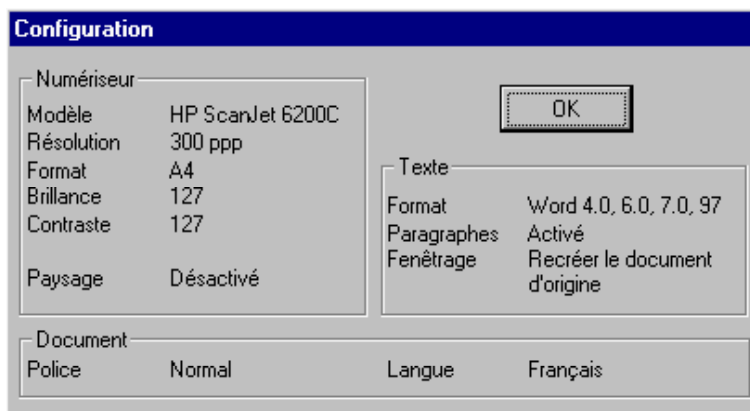 Configuration
Numériseur
Modèle HP ScanJet 6200C
Résolution 300 ppp
Format A4
Brillance 127
Contraste 127
Paysage Désactivé
OK
Texte
Format Word 4.0, 6.0, 7.0, 97
Paragraphes Activé
Fenêtrage Recréer le document
d'origine
Document
Police Normal Langue Français